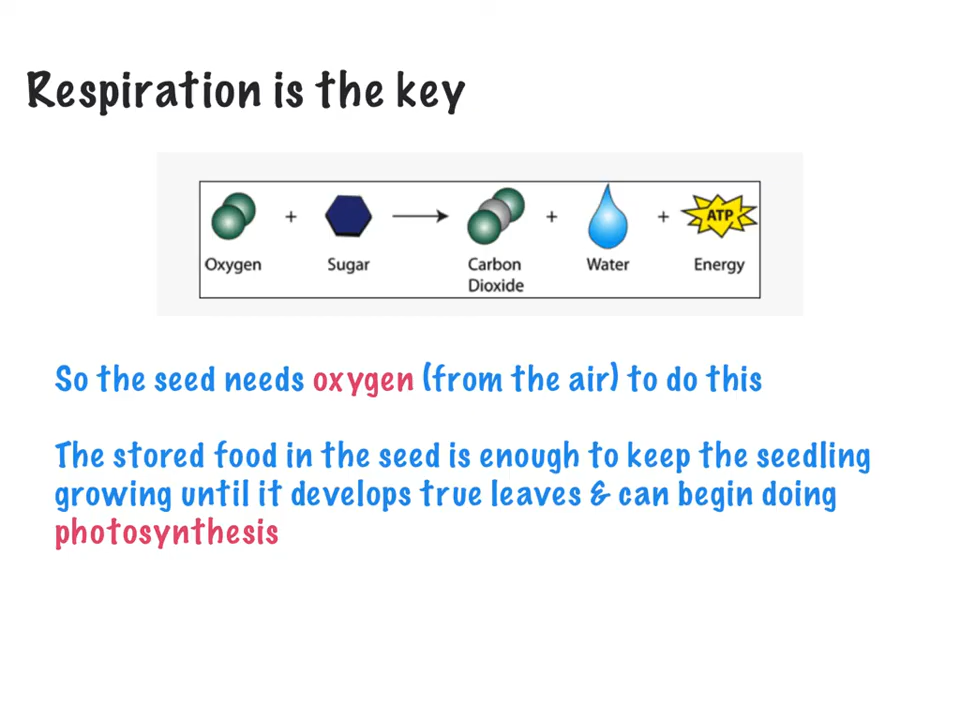 Respiration is the key
+ + +
ATP
Oxygen Sugar Carbon Dioxide Water Energy
So the seed needs oxygen (from the air) to do this
The stored food in the seed is enough to keep the seedling
growing until it develops true leaves & can begin doing
photosynthesis